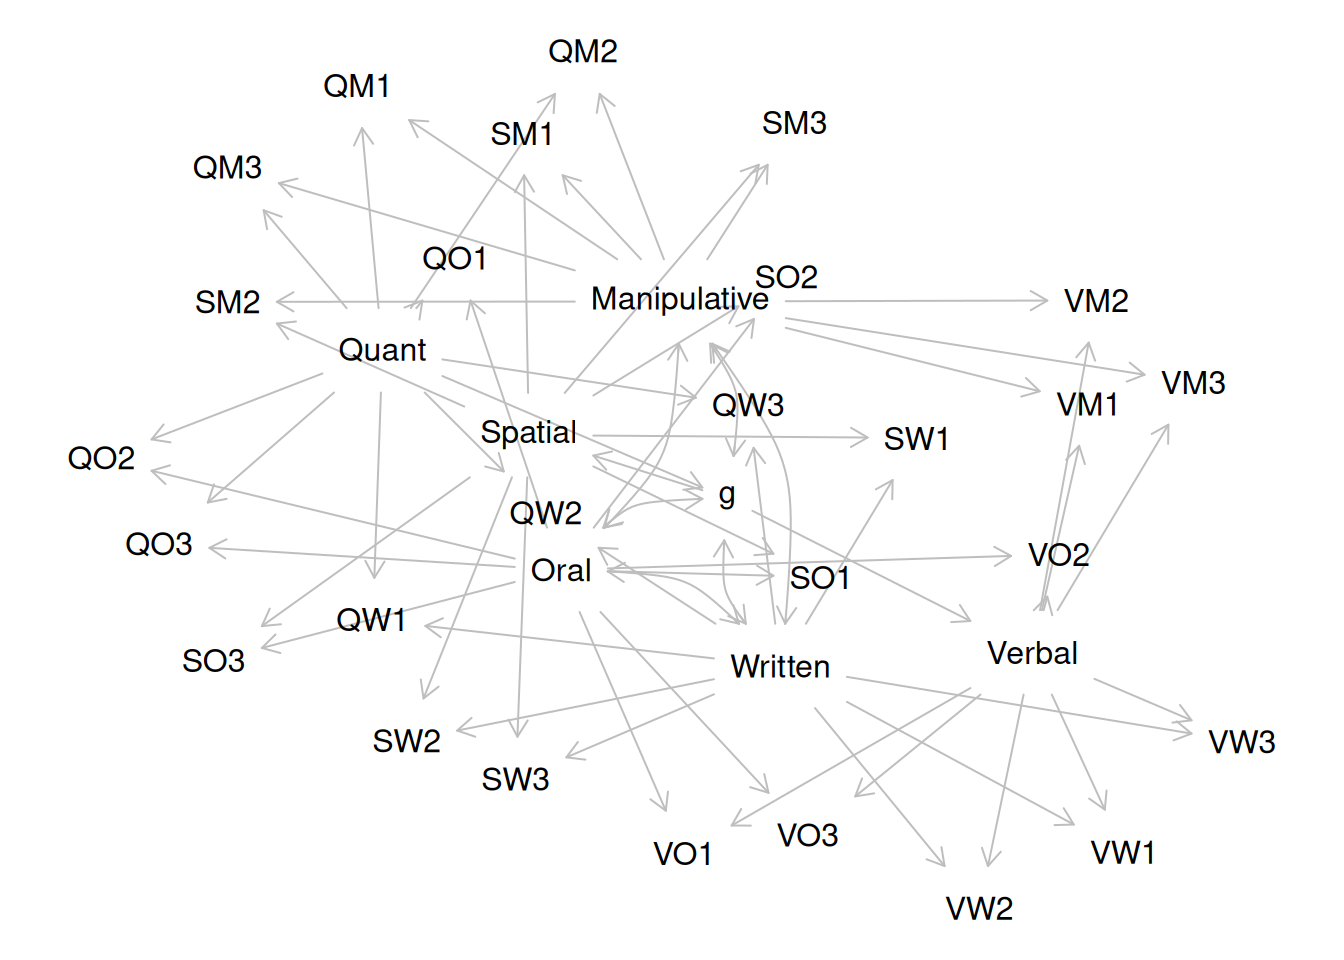 QM2
QM1
SM1
SM3
QM3
QO1
SO2
SM2
Manipulative
VM2
Quant
VM3
QW3
VM1
Spatial
SW1
QO2
g
QW2
QO3
Oral
VO2
SO1
QW1
SO3
Written
Verbal
SW2
VW3
SW3
VO3
VO1
VW1
VW2